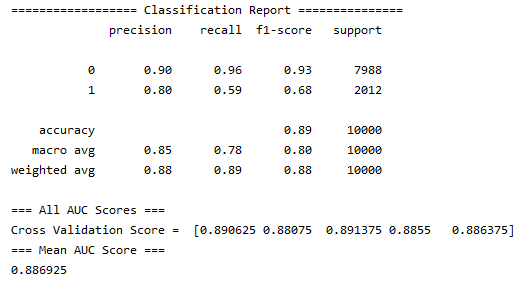 =================== Classification Report ===============
precision recall f1-score support
0 0.90 0.96 0.93 7988
1 0.80 0.59 0.68 2012
accuracy 0.89 10000
macro avg 0.85 0.78 0.80 10000
weighted avg 0.88 0.89 0.88 10000
=== All AUC Scores ===
Cross Validation Score = [0.890625 0.88075 0.891375 0.8855 0.886375]
=== Mean AUC Score ===
0.886925